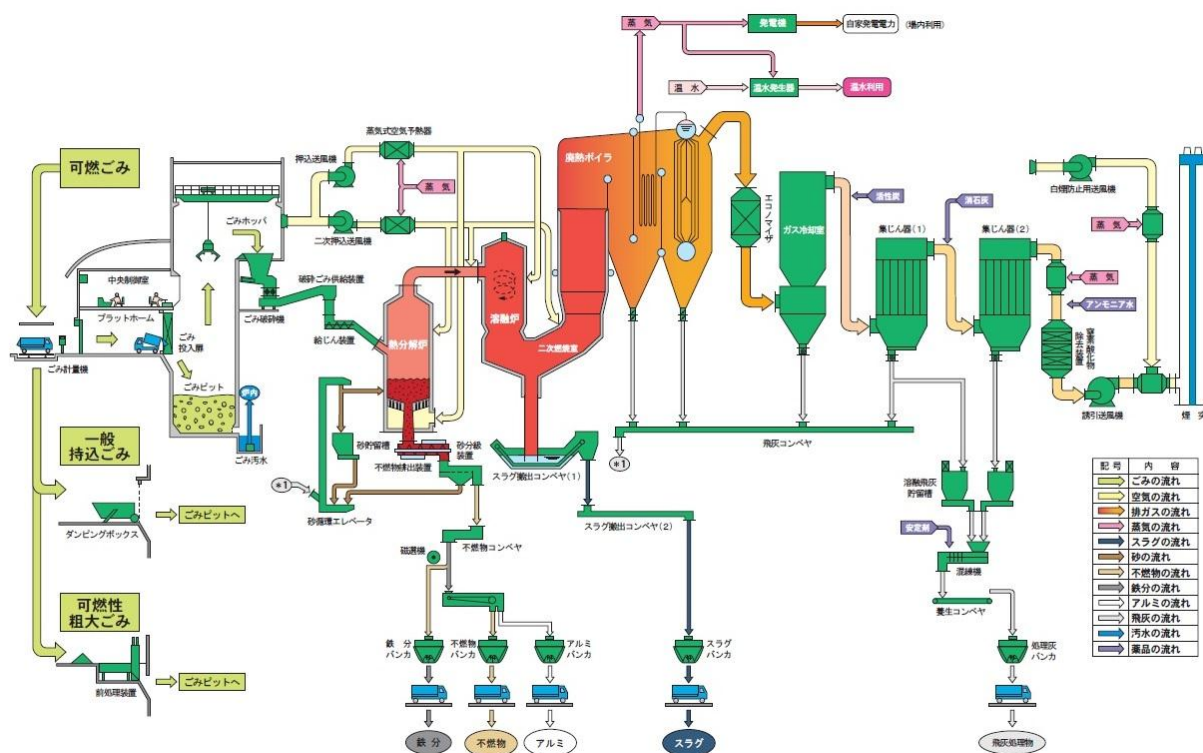 蒸気
発電機
自家発電電力
(場内利用)
温水
温水発生器
温水利用
蒸気式空気予熱器
押込送風機
廃熱ボイラ
可燃ごみ
蒸気
エコノマイザ
ガス冷却室
活性炭
消石灰
白煙防止用送風機
ごみホッパ
二次押込送風機
集じん器(1)
集じん器(2)
蒸気
中央制御室
破砕ごみ供給装置
蒸気
プラットホーム
ごみ破砕機
溶融炉
アンモニア水
給じん装置
熱分解炉
二次燃焼室
窒素酸化物
除去装置
ごみ
投入扉
ごみ計量機
ごみピット
誘引送風機
煙突
一般
持込ごみ
ごみ汚水
砂貯留槽
砂分級
装置
不燃物排出装置
飛灰コンベヤ
*1
*1
スラグ搬出コンベヤ(1)
溶融飛灰
貯留槽
ダンピングボックス
ごみピットへ
砂循環エレベータ
スラグ搬出コンベヤ(2)
安定剤
不燃物コンベヤ
磁選機
混練機
養生コンベヤ
可燃性
粗大ごみ
鉄分
バンカ
不燃物
バンカ
アルミ
バンカ
スラグ
バンカ
処理灰
バンカ
前処理装置
ごみピットへ
鉄分
不燃物
アルミ
スラグ
飛灰処理物
記号 内容
ごみの流れ
空気の流れ
排ガスの流れ
蒸気の流れ
スラグの流れ
砂の流れ
不燃物の流れ
鉄分の流れ
アルミの流れ
飛灰の流れ
汚水の流れ
薬品の流れ